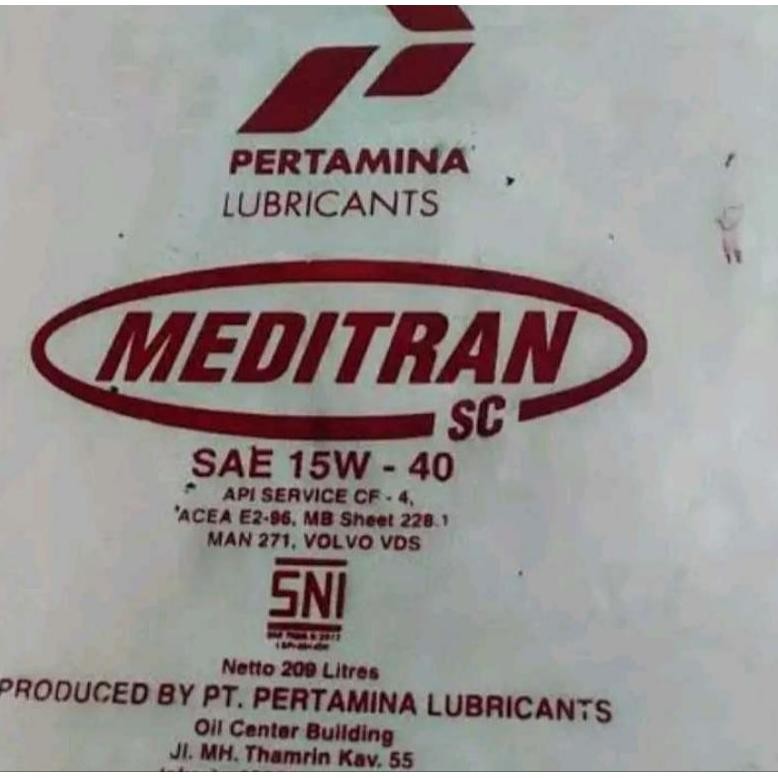 PERTAMINA
LUBRICANTS
MEDITRAN
SC
SAE 15W - 40
API SERVICE CF - 4,
ACEA E2-96, MB Sheet 228.1
MAN 271, VOLVO VDS
SNI
Netto 209 Litres
PRODUCED BY PT. PERTAMINA LUBRICANTS
Oil Center Building
Jl. MH. Thamrin Kav. 55